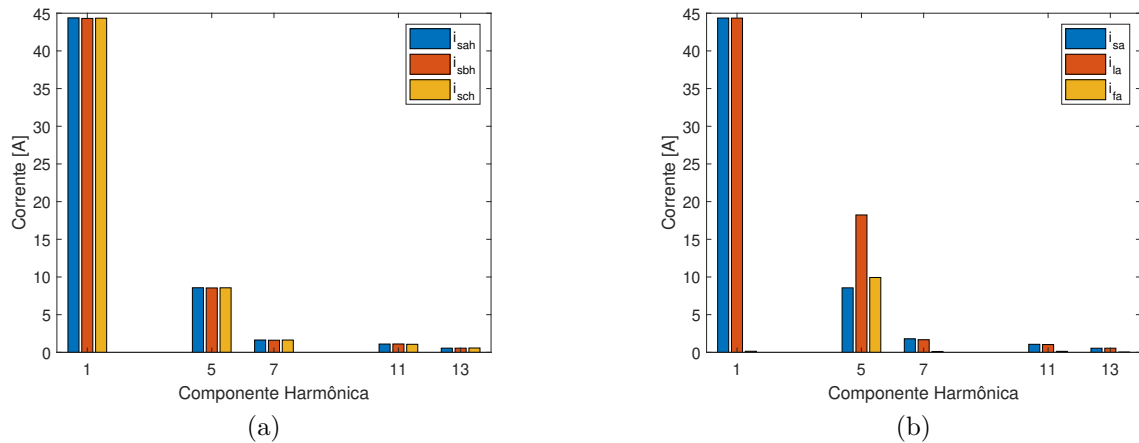 45
40
35
30
25
20
15
10
5
0
Corrente [A]
i_sah
i_sbh
i_sch
1 5 7 11 13
Componente Harmônica
(a)
45
40
35
30
25
20
15
10
5
0
Corrente [A]
i_sa
i_la
i_fa
1 5 7 11 13
Componente Harmônica
(b)